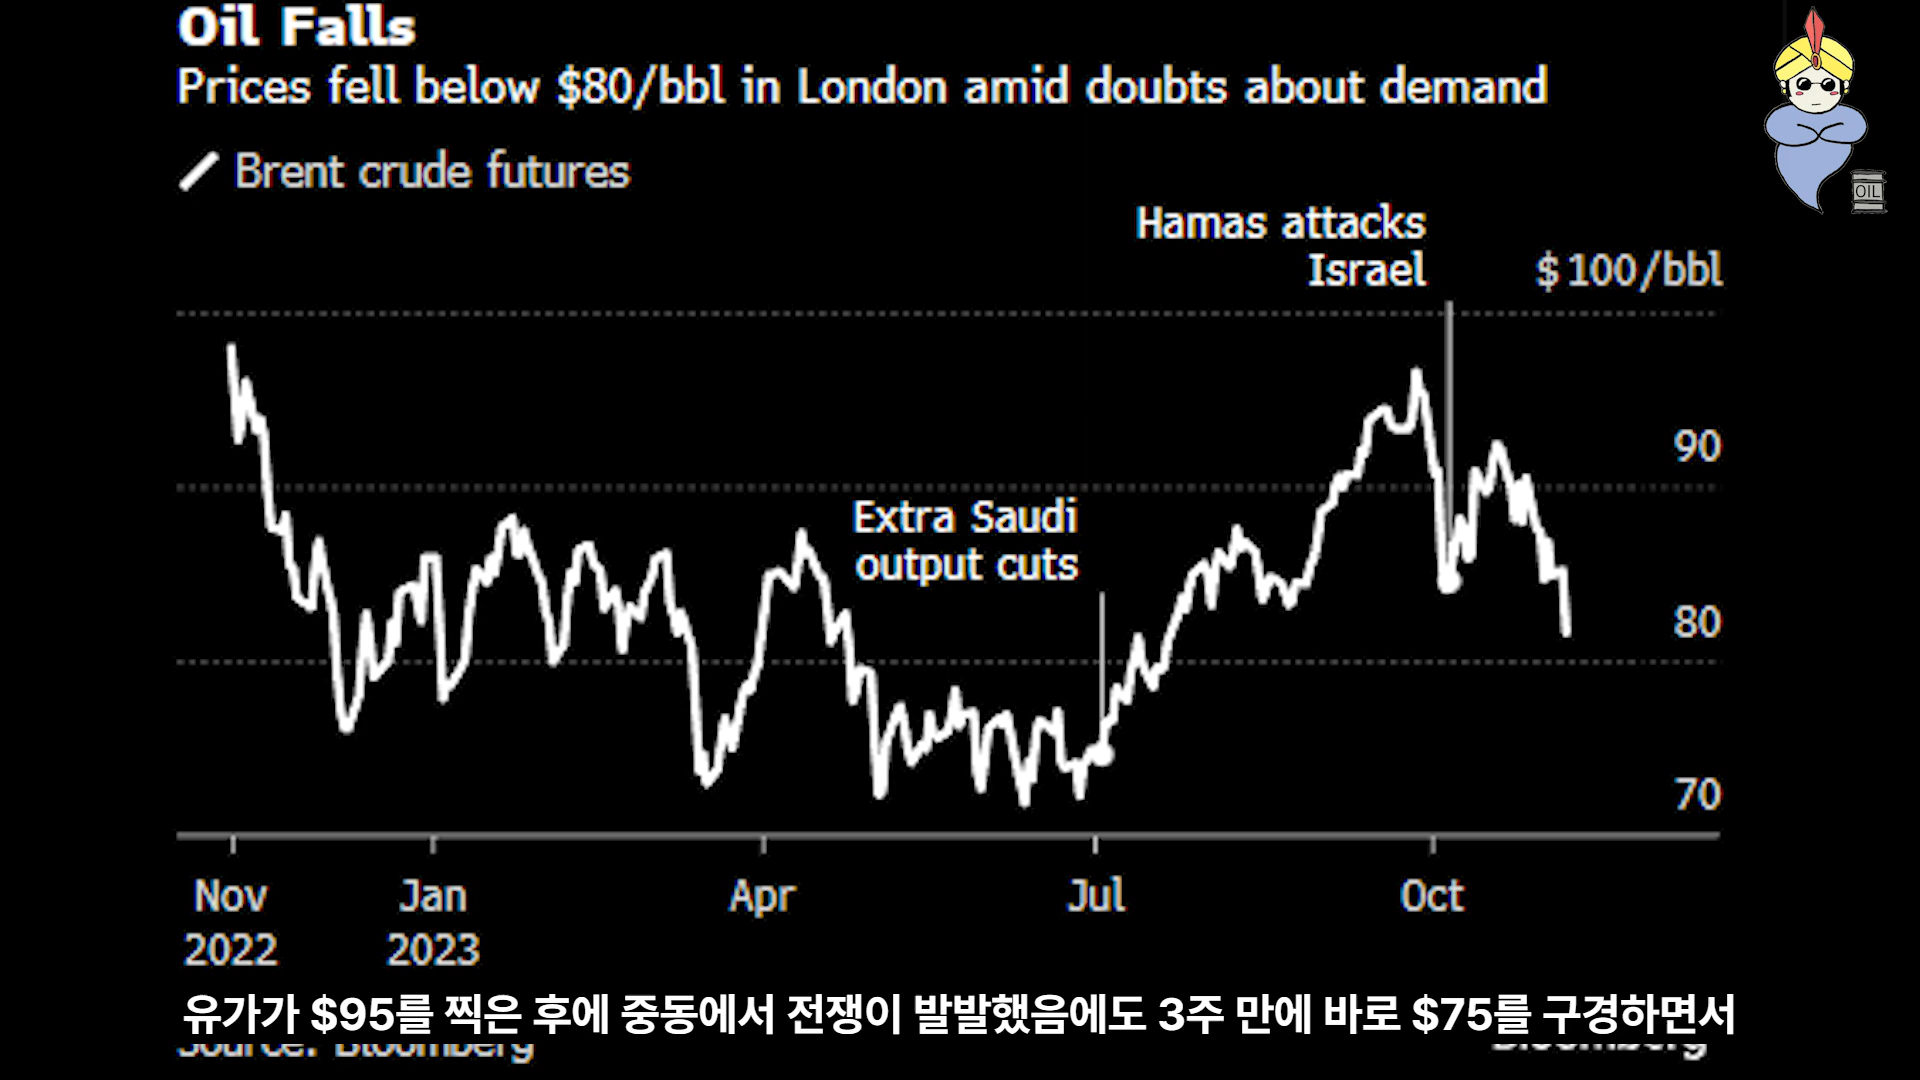 Oil Falls
Prices fell below $80/bbl in London amid doubts about demand
Brent crude futures
OIL
Hamas attacks
Israel
$100/bbl
90
Extra Saudi
output cuts
80
70
Nov
2022
Jan
2023
Apr
Jul
Oct
유가가 $95를 찍은 후에 중동에서 전쟁이 발발했음에도 3주 만에 바로 $75를 구경하면서
Source: Bloomberg
Bloomberg